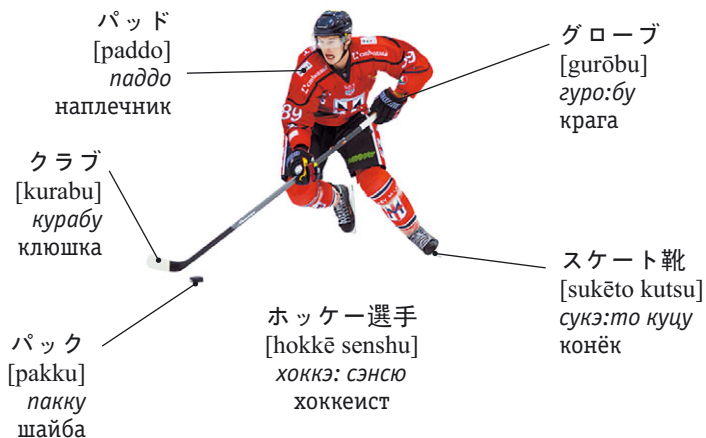 パッド
[paddo]
паддо
наплечник
グローブ
[gurōbu]
гуро:бу
крага
89
クラブ
[kurabu]
курабу
клюшка
スケート靴
[sukēto kutsu]
сукэ:то куцу
конёк
ホッケー選手
[hokkē senshu]
хоккэ: сэнсю
хоккеист
パック
[pakku]
пакку
шайба